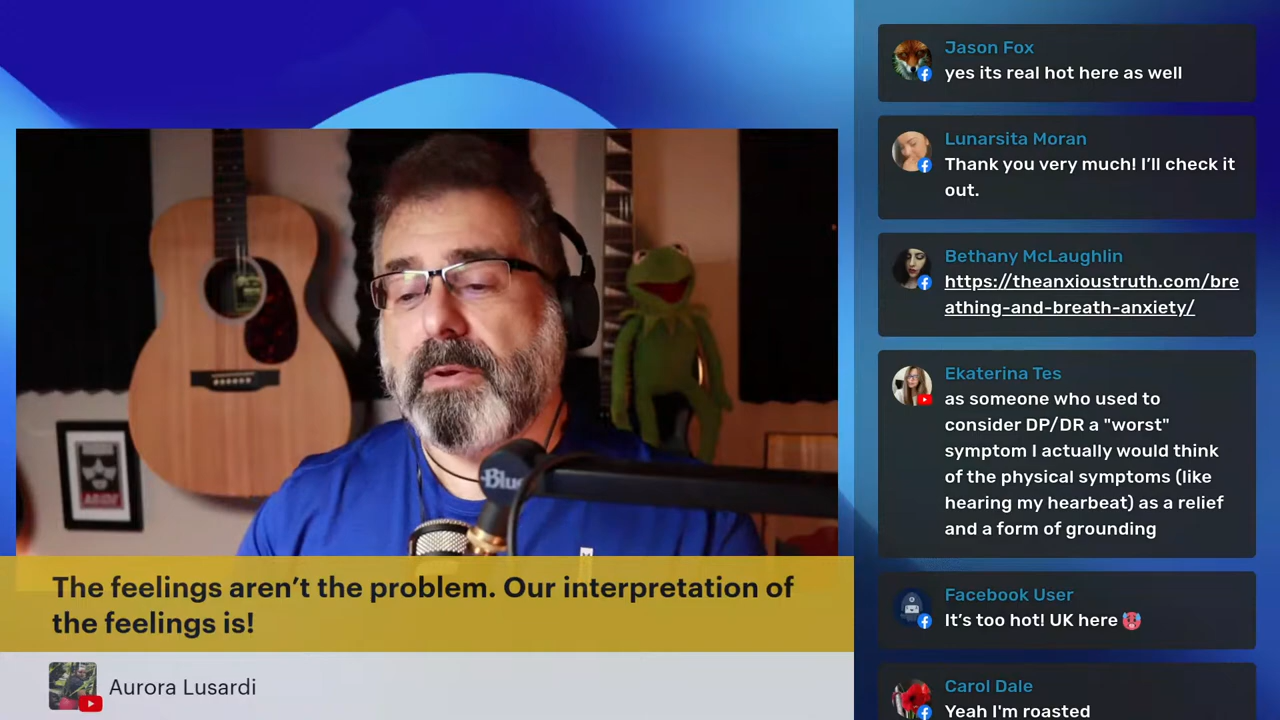 The feelings aren’t the problem. Our interpretation of
the feelings is!
Aurora Lusardi
Blue
ABIDE
Jason Fox
yes its real hot here as well
Lunarsita Moran
Thank you very much! I’ll check it
out.
Bethany McLaughlin
https://theanxioustruth.com/bre
athing-and-breath-anxiety/
Ekaterina Tes
as someone who used to
consider DP/DR a "worst"
symptom I actually would think
of the physical symptoms (like
hearing my hearbeat) as a relief
and a form of grounding
Facebook User
It’s too hot! UK here 🥵
Carol Dale
Yeah I'm roasted